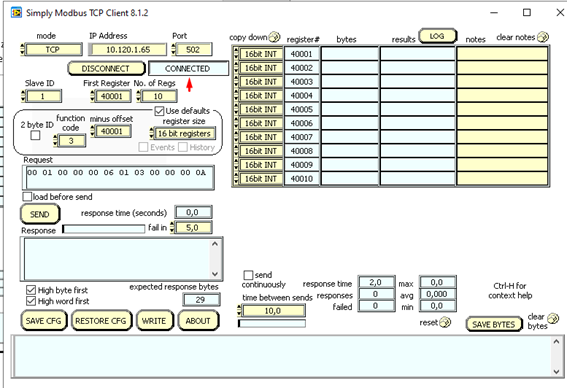 Simply Modbus TCP Client 8.1.2
mode IP Address Port
TCP 10.120.1.65 502
DISCONNECT CONNECTED
Slave ID First Register No. of Regs
1 40001 10
Use defaults
2 byte ID function code minus offset register size
3 40001 16 bit registers
Events History
Request
00 01 00 00 00 06 01 03 00 00 00 0A
load before send
SEND response time (seconds) 0,0
Response fail in 5,0
High byte first
High word first
expected response bytes
29
SAVE CFG RESTORE CFG WRITE ABOUT
copy down register# bytes results LOG notes clear notes
16bit INT 40001
16bit INT 40002
16bit INT 40003
16bit INT 40004
16bit INT 40005
16bit INT 40006
16bit INT 40007
16bit INT 40008
16bit INT 40009
16bit INT 40010
send continuously
time between sends
10,0
response time 2,0 max 0,0
responses 0 avg 0,000
failed 0 min 0,0
reset
Ctrl-H for
context help
SAVE BYTES clear bytes